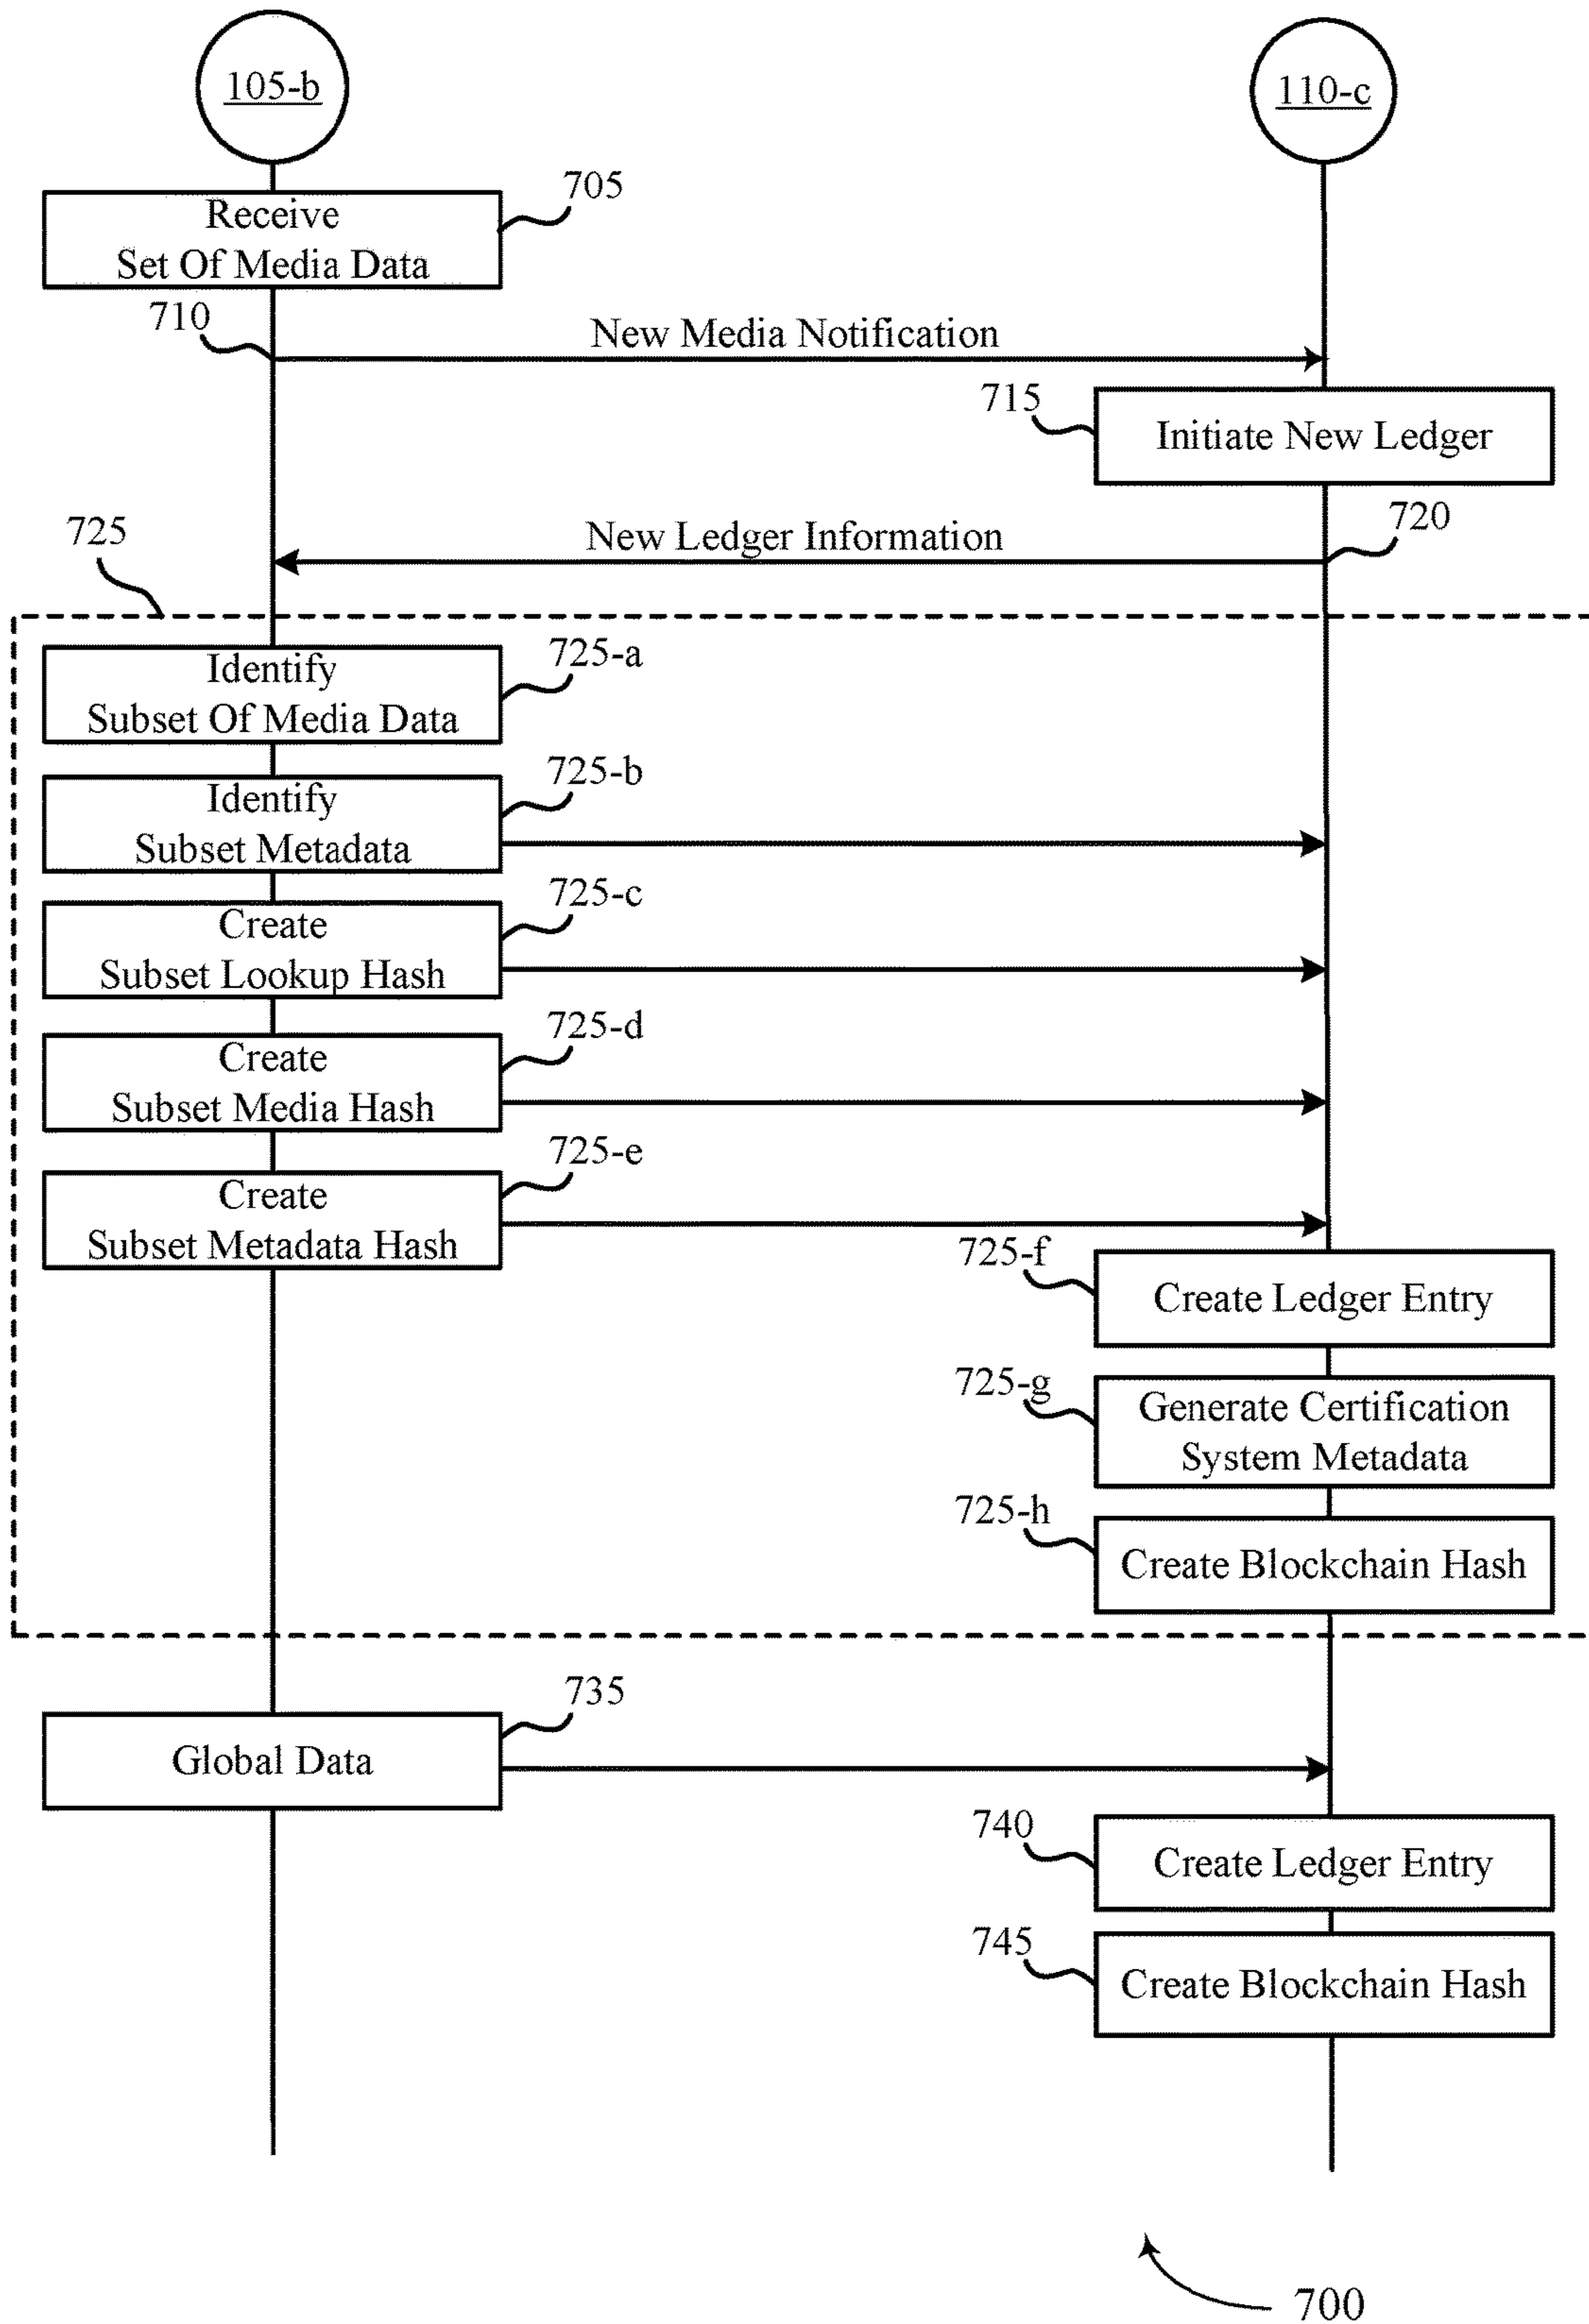 105-b
110-c
705
Receive
Set Of Media Data
710
New Media Notification
715
Initiate New Ledger
725
New Ledger Information
720
Identify
Subset Of Media Data
725-a
Identify
Subset Metadata
725-b
Create
Subset Lookup Hash
725-c
Create
Subset Media Hash
725-d
Create
Subset Metadata Hash
725-e
725-f
Create Ledger Entry
725-g
Generate Certification
System Metadata
725-h
Create Blockchain Hash
735
Global Data
740
Create Ledger Entry
745
Create Blockchain Hash
700